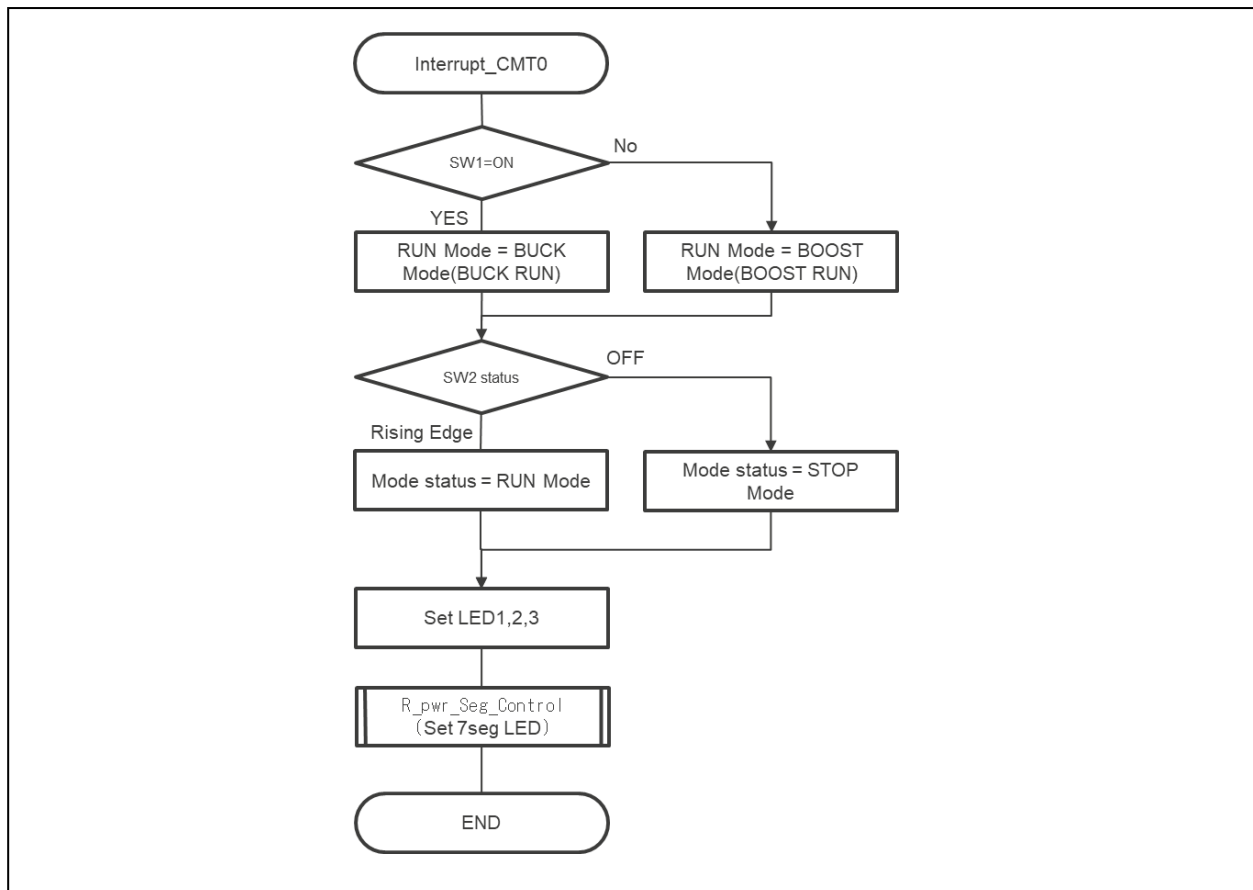 Interrupt_CMT0
SW1=ON
No
YES
RUN Mode = BUCK
Mode(BUCK RUN)
RUN Mode = BOOST
Mode(BOOST RUN)
SW2 status
OFF
Rising Edge
Mode status = RUN Mode
Mode status = STOP
Mode
Set LED1,2,3
R_pwr_Seg_Control
(Set 7seg LED)
END